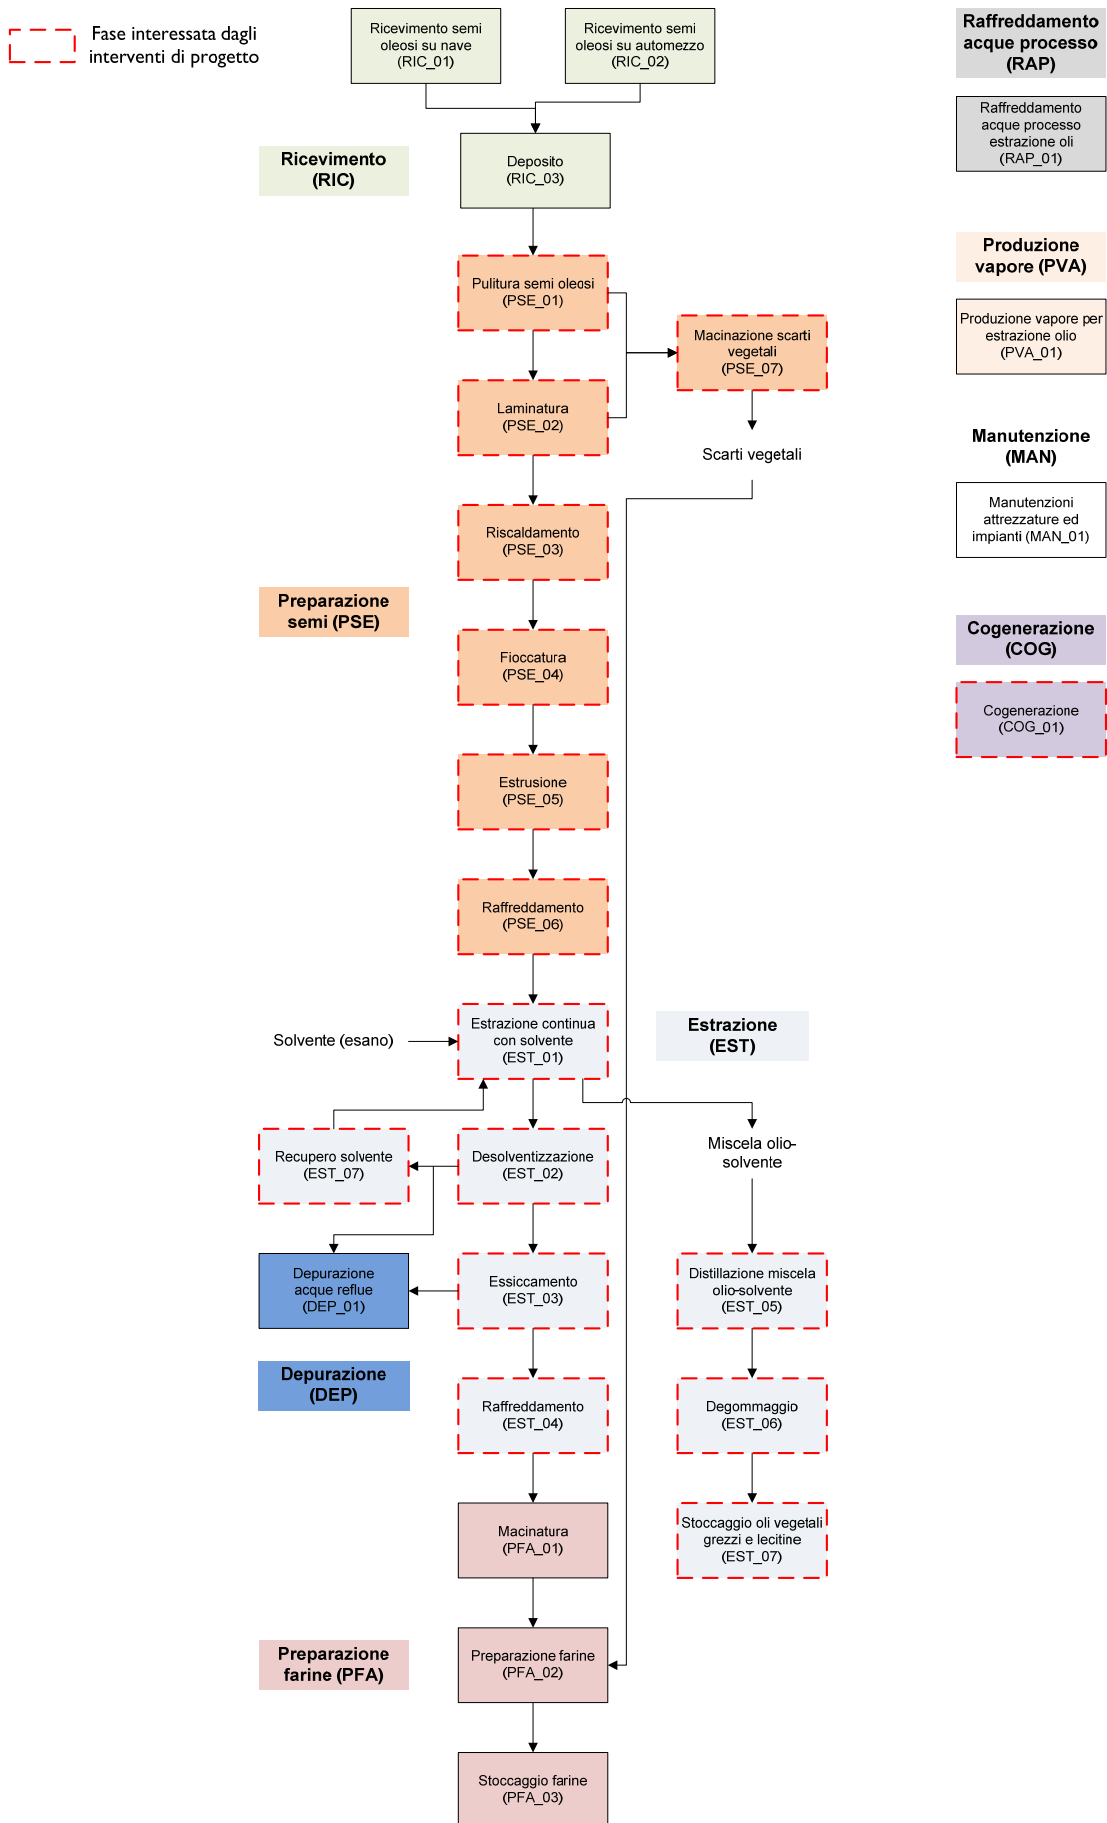 Fase interessata dagli
interventi di progetto
Ricevimento semi
oleosi su nave
(RIC_01)
Ricevimento semi
oleosi su automezzo
(RIC_02)
Raffreddamento
acque processo
(RAP)
Raffreddamento
acque processo
estrazione oli
(RAP_01)
Ricevimento
(RIC)
Deposito
(RIC_03)
Produzione
vapore (PVA)
Pulitura semi oleosi
(PSE_01)
Produzione vapore per
estrazione olio
(PVA_01)
Macinazione scarti
vegetali
(PSE_07)
Laminatura
(PSE_02)
Scarti vegetali
Manutenzione
(MAN)
Manutenzioni
attrezzature ed
impianti (MAN_01)
Riscaldamento
(PSE_03)
Preparazione
semi (PSE)
Fioccatura
(PSE_04)
Cogenerazione
(COG)
Cogenerazione
(COG_01)
Estrusione
(PSE_05)
Raffreddamento
(PSE_06)
Solvente (esano)
Estrazione continua
con solvente
(EST_01)
Estrazione
(EST)
Recupero solvente
(EST_07)
Desolventizzazione
(EST_02)
Miscela olio-
solvente
Depurazione
acque reflue
(DEP_01)
Essiccamento
(EST_03)
Distillazione miscela
olio-solvente
(EST_05)
Depurazione
(DEP)
Raffreddamento
(EST_04)
Degommaggio
(EST_06)
Macinatura
(PFA_01)
Stoccaggio oli vegetali
grezzi e lecitine
(EST_07)
Preparazione
farine (PFA)
Preparazione farine
(PFA_02)
Stoccaggio farine
(PFA_03)